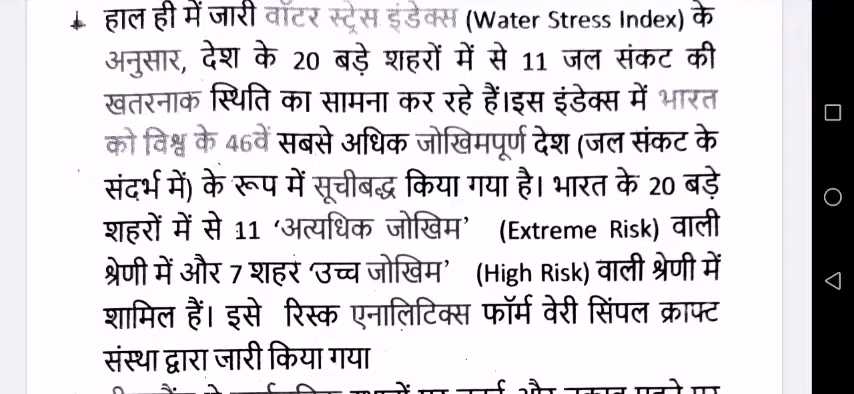 हाल ही में जारी वॉटर स्ट्रेस इंडेक्स (Water Stress Index) के
अनुसार, देश के 20 बड़े शहरों में से 11 जल संकट की
खतरनाक स्थिति का सामना कर रहे हैं।इस इंडेक्स में भारत
को विश्व के 46वें सबसे अधिक जोखिमपूर्ण देश (जल संकट के
संदर्भ में) के रूप में सूचीबद्ध किया गया है। भारत के 20 बड़े
शहरों में से 11 ‘अत्यधिक जोखिम’ (Extreme Risk) वाली
श्रेणी में और 7 शहर ‘उच्च जोखिम’ (High Risk) वाली श्रेणी में
शामिल हैं। इसे रिस्क एनालिटिक्स फॉर्म वेरी सिंपल क्राफ्ट
संस्था द्वारा जारी किया गया